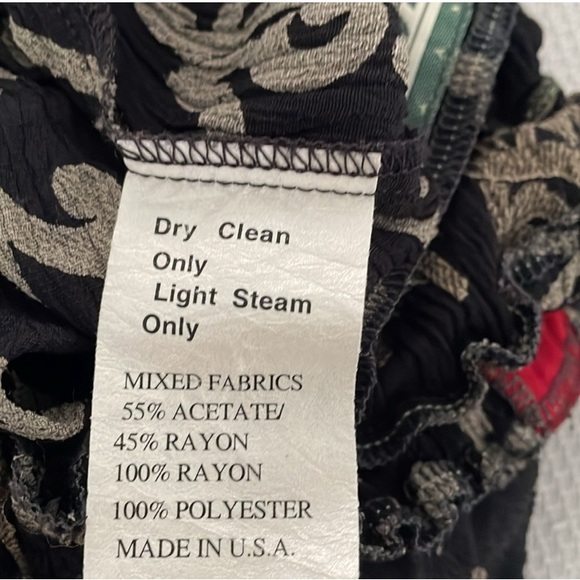 Dry Clean
Only
Light Steam
Only
MIXED FABRICS
55% ACETATE/
45% RAYON
100% RAYON
100% POLYESTER
MADE IN U.S.A.